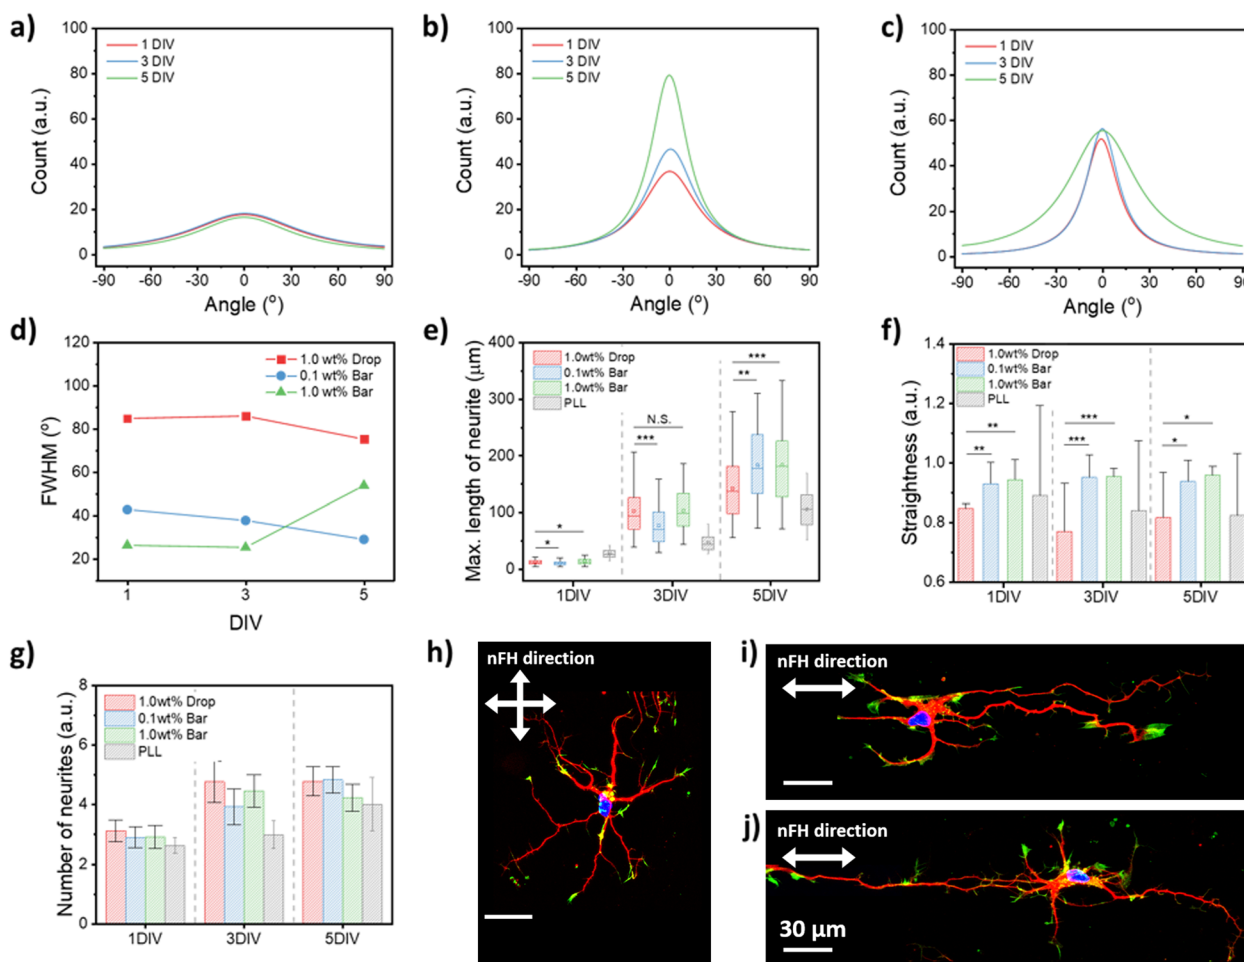 a)
100
80
60
40
20
0
Count (a.u.)
1 DIV
3 DIV
5 DIV
-90 -60 -30 0 30 60 90
Angle (º)
b)
100
80
60
40
20
0
Count (a.u.)
1 DIV
3 DIV
5 DIV
-90 -60 -30 0 30 60 90
Angle (º)
c)
100
80
60
40
20
0
Count (a.u.)
1 DIV
3 DIV
5 DIV
-90 -60 -30 0 30 90
Angle (º)
d)
120
100
80
60
40
20
FWHM (º)
1.0 wt% Drop
0.1 wt% Bar
1.0 wt% Bar
1 3 5
DIV
e)
400
300
200
100
0
Max. length of neurite (µm)
1.0wt% Drop
0.1wt% Bar
1.0wt% Bar
PLL
*
*
N.S.
***
***
**
1DIV 3DIV 5DIV
f)
1.4
1.2
1.0
0.8
0.6
Straightness (a.u.)
1.0wt% Drop
0.1wt% Bar
1.0wt% Bar
PLL
**
**
***
***
*
*
1DIV 3DIV 5DIV
g)
8
6
4
2
0
Number of neurites (a.u.)
1.0wt% Drop
0.1wt% Bar
1.0wt% Bar
PLL
1DIV 3DIV 5DIV
h)
nFH direction
i)
nFH direction
j)
nFH direction
30 µm